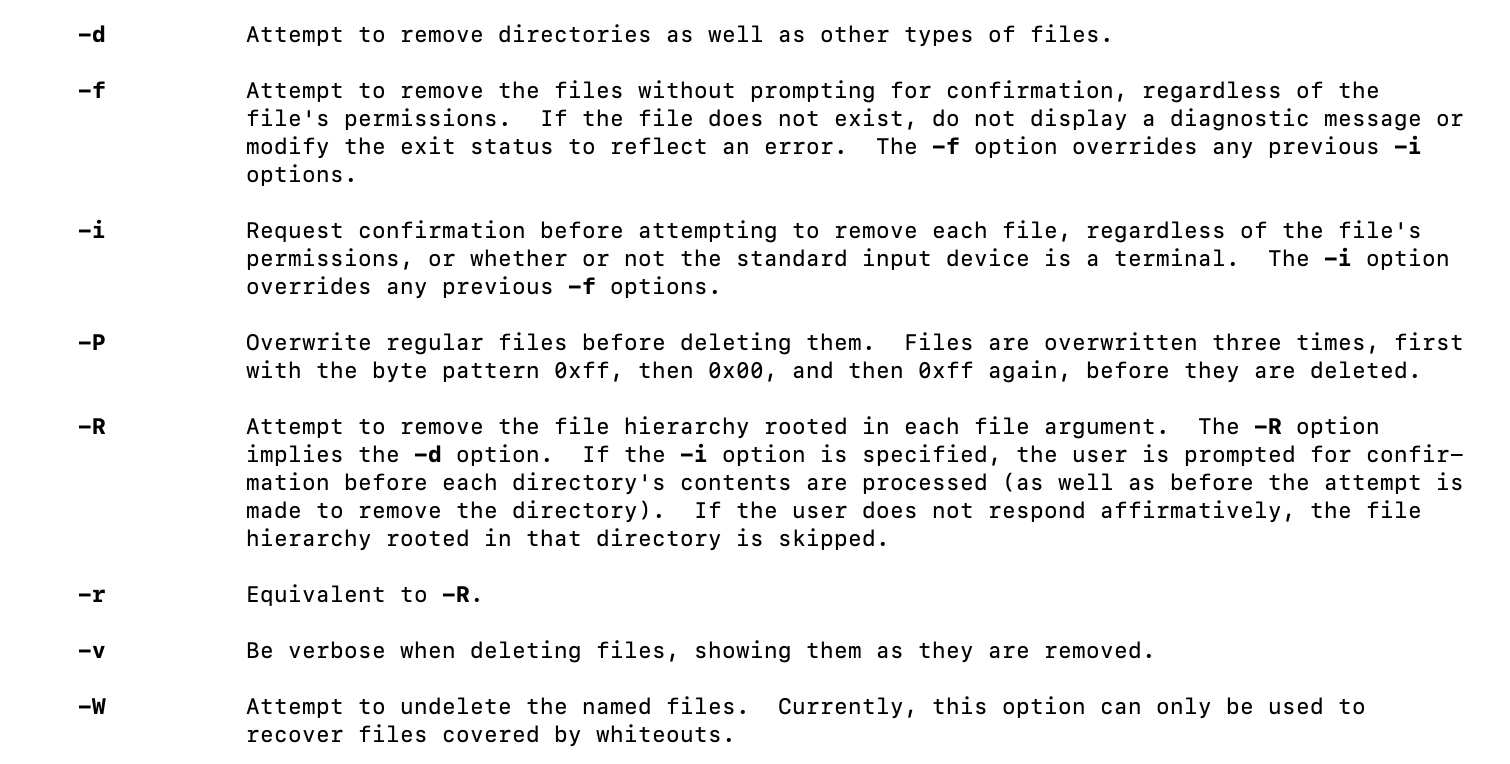 -d Attempt to remove directories as well as other types of files.
-f Attempt to remove the files without prompting for confirmation, regardless of the
file's permissions.  If the file does not exist, do not display a diagnostic message or
modify the exit status to reflect an error.  The -f option overrides any previous -i
options.
-i Request confirmation before attempting to remove each file, regardless of the file's
permissions, or whether or not the standard input device is a terminal.  The -i option
overrides any previous -f options.
-P Overwrite regular files before deleting them.  Files are overwritten three times, first
with the byte pattern 0xff, then 0x00, and then 0xff again, before they are deleted.
-R Attempt to remove the file hierarchy rooted in each file argument.  The -R option
implies the -d option.  If the -i option is specified, the user is prompted for confir-
mation before each directory's contents are processed (as well as before the attempt is
made to remove the directory).  If the user does not respond affirmatively, the file
hierarchy rooted in that directory is skipped.
-r Equivalent to -R.
-v Be verbose when deleting files, showing them as they are removed.
-W Attempt to undelete the named files.  Currently, this option can only be used to
recover files covered by whiteouts.